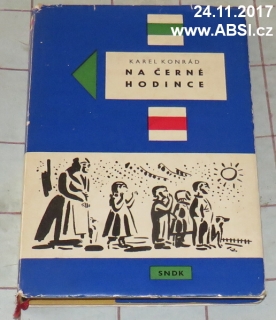 24.11.2017
www.ABSI.cz
KAREL KONRÁD
NA ČERNÉ
HODINCE
SNDK